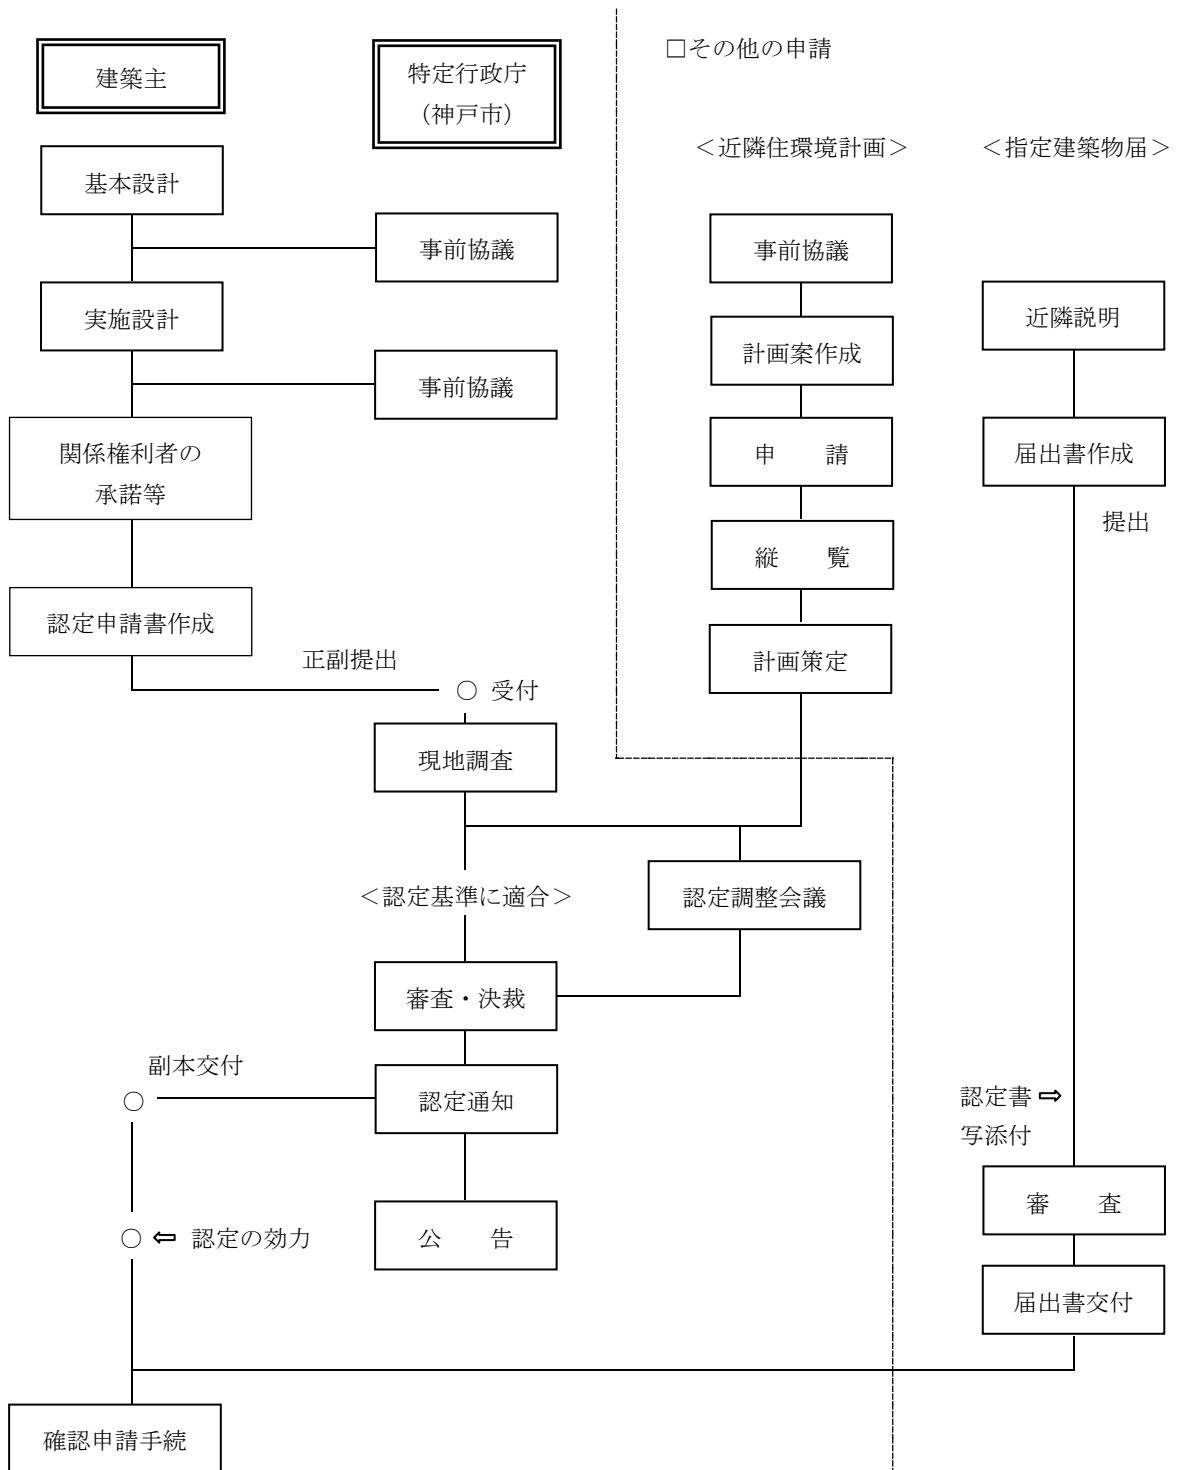 建築主
特定行政庁
（神戸市）
□その他の申請
＜近隣住環境計画＞
＜指定建築物届＞
基本設計
事前協議
事前協議
実施設計
近隣説明
計画案作成
事前協議
関係権利者の
承諾等
申　　請
届出書作成
提出
縦　　覧
認定申請書作成
計画策定
正副提出
○ 受付
現地調査
＜認定基準に適合＞
認定調整会議
審査・決裁
副本交付
○
認定通知
認定書 ⇨
写添付
審　　査
○ ⇦ 認定の効力
公　　告
届出書交付
確認申請手続